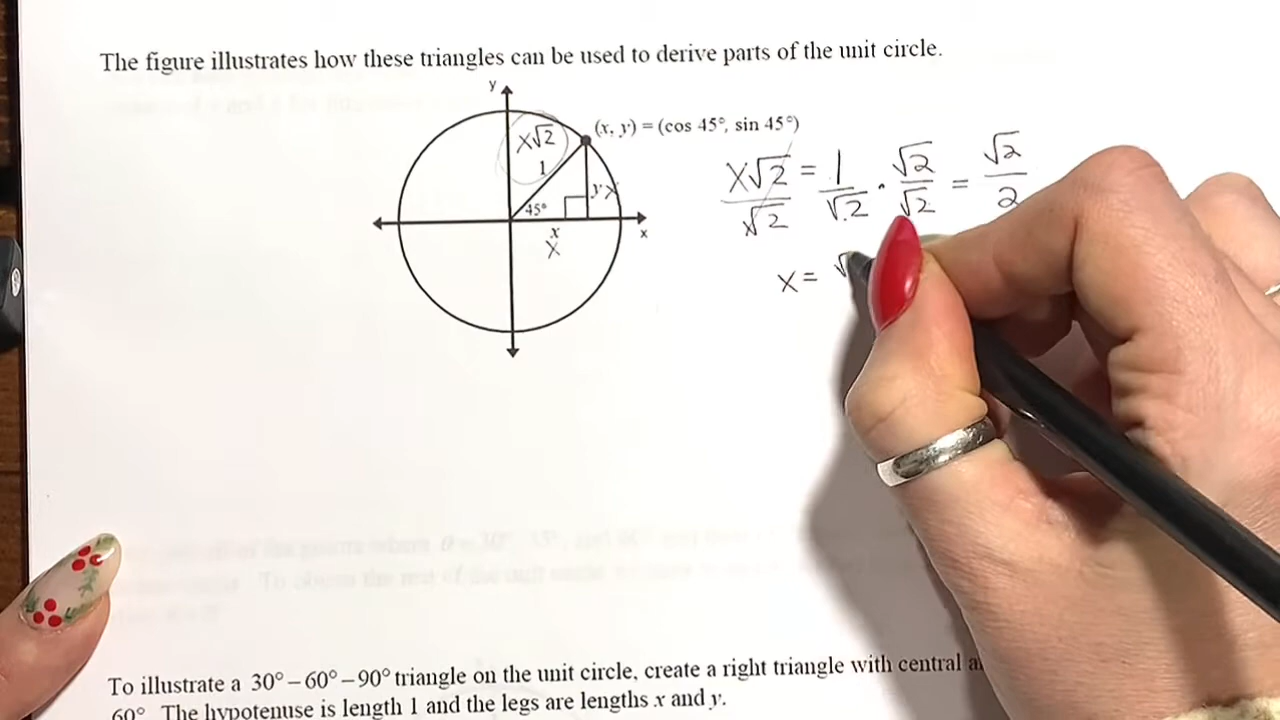 The figure illustrates how these triangles can be used to derive parts of the unit circle.
y
(x, y) = (cos 45°, sin 45°)
x√2
1
y x
45°
x
x
x
x√2/√2 = 1/√2 · √2/√2 = √2/2
x = √
To illustrate a 30° – 60° – 90° triangle on the unit circle, create a right triangle with central
60°. The hypotenuse is length 1 and the legs are lengths x and y.